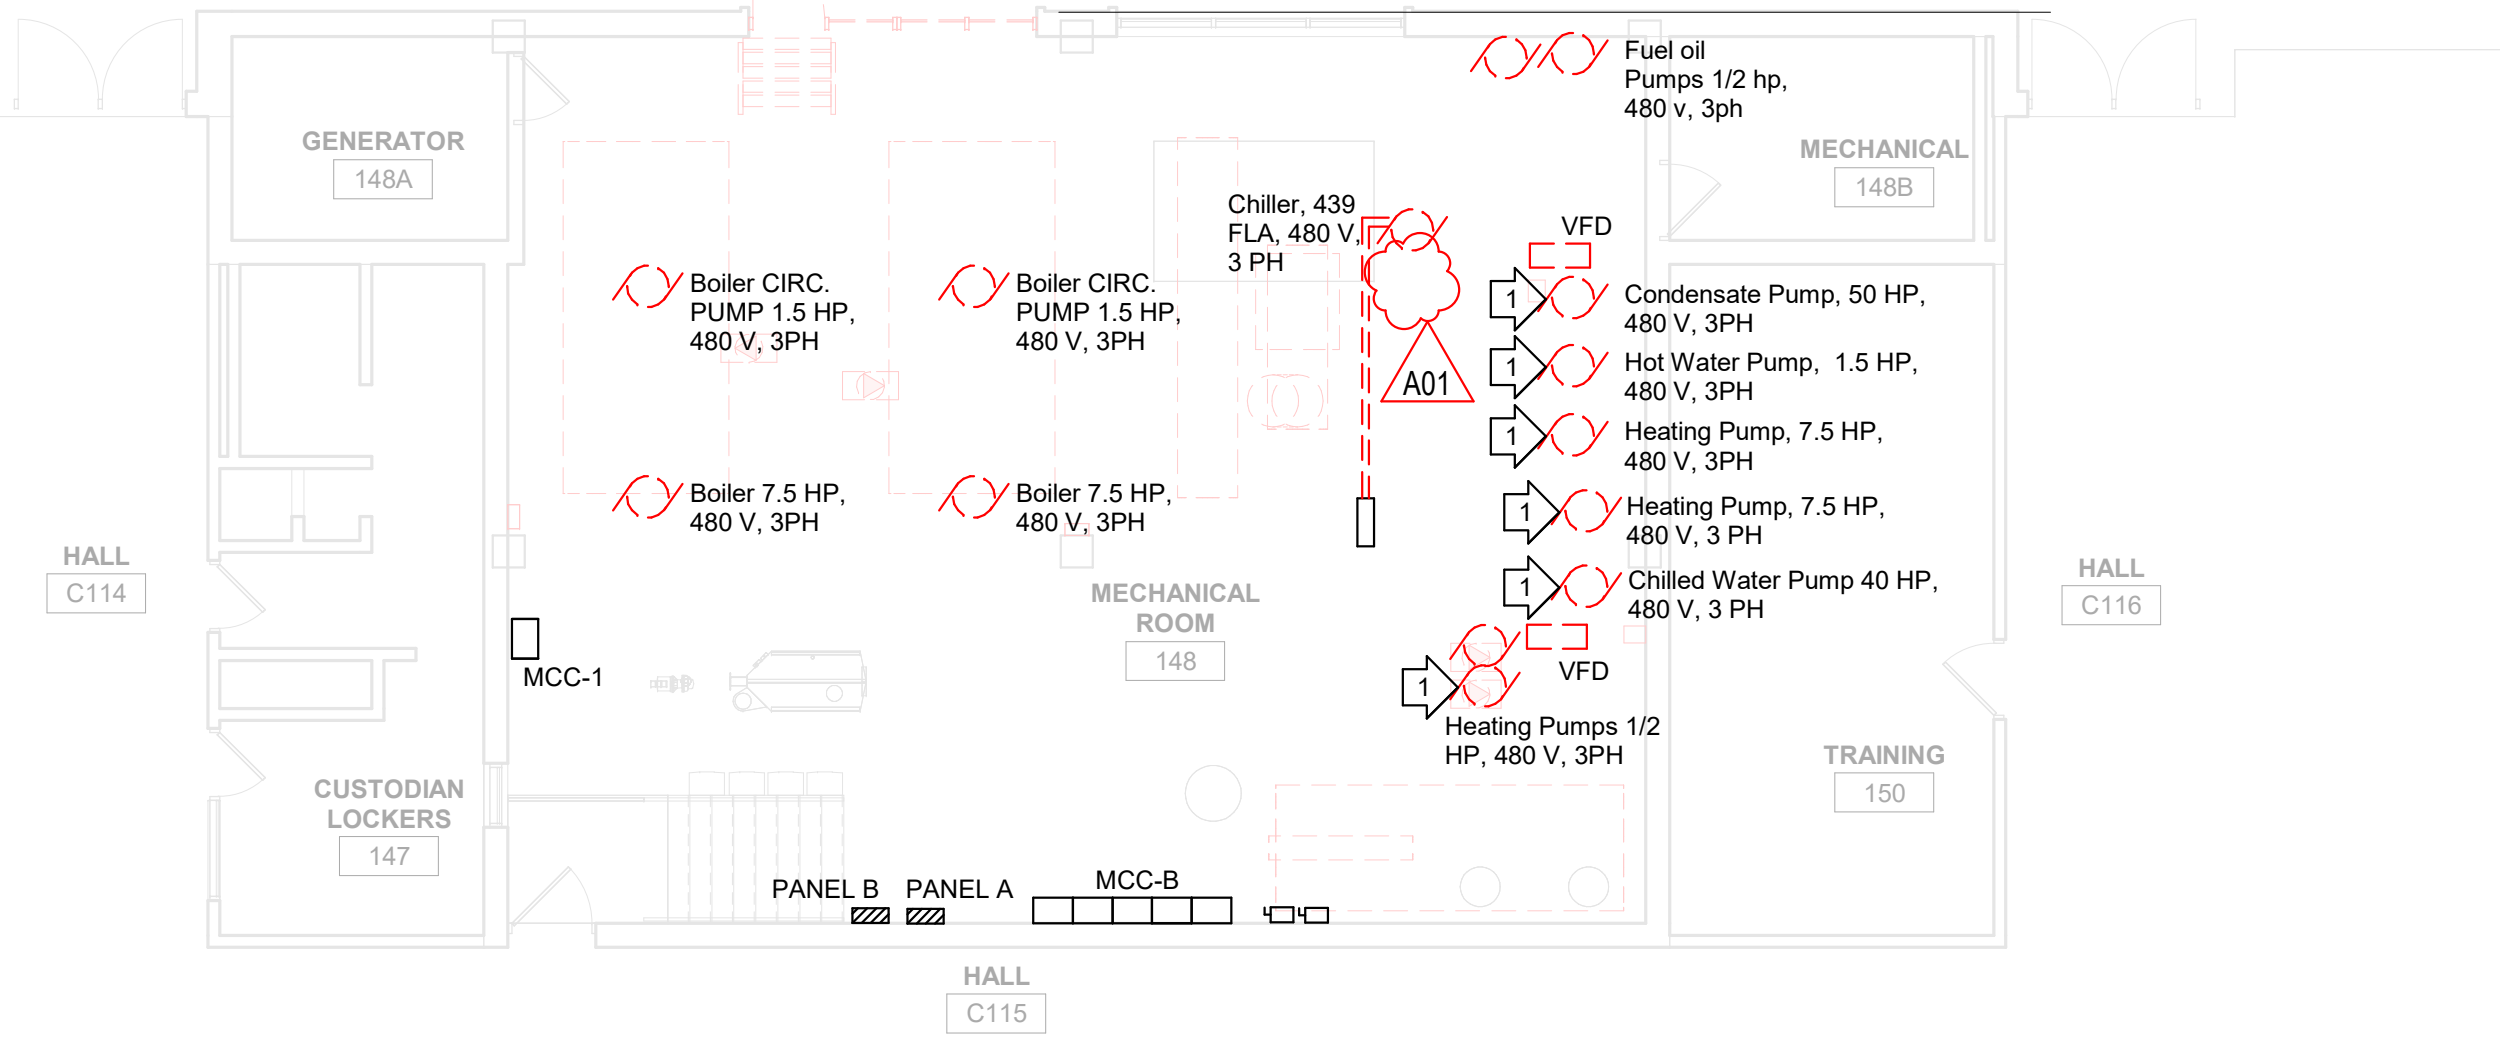 Fuel oil
Pumps 1/2 hp,
480 v, 3ph
GENERATOR
148A
MECHANICAL
148B
Chiller, 439
FLA, 480 V,
3 PH
VFD
Boiler CIRC.
PUMP 1.5 HP,
480 V, 3PH
Boiler CIRC.
PUMP 1.5 HP,
480 V, 3PH
1
Condensate Pump, 50 HP,
480 V, 3PH
1
Hot Water Pump,  1.5 HP,
480 V, 3PH
A01
1
Heating Pump, 7.5 HP,
480 V, 3PH
Boiler 7.5 HP,
480 V, 3PH
Boiler 7.5 HP,
480 V, 3PH
1
Heating Pump, 7.5 HP,
480 V, 3 PH
HALL
C114
MECHANICAL
ROOM
148
1
Chilled Water Pump 40 HP,
480 V, 3 PH
HALL
C116
MCC-1
VFD
1
Heating Pumps 1/2
HP, 480 V, 3PH
TRAINING
150
CUSTODIAN
LOCKERS
147
PANEL B
PANEL A
MCC-B
HALL
C115